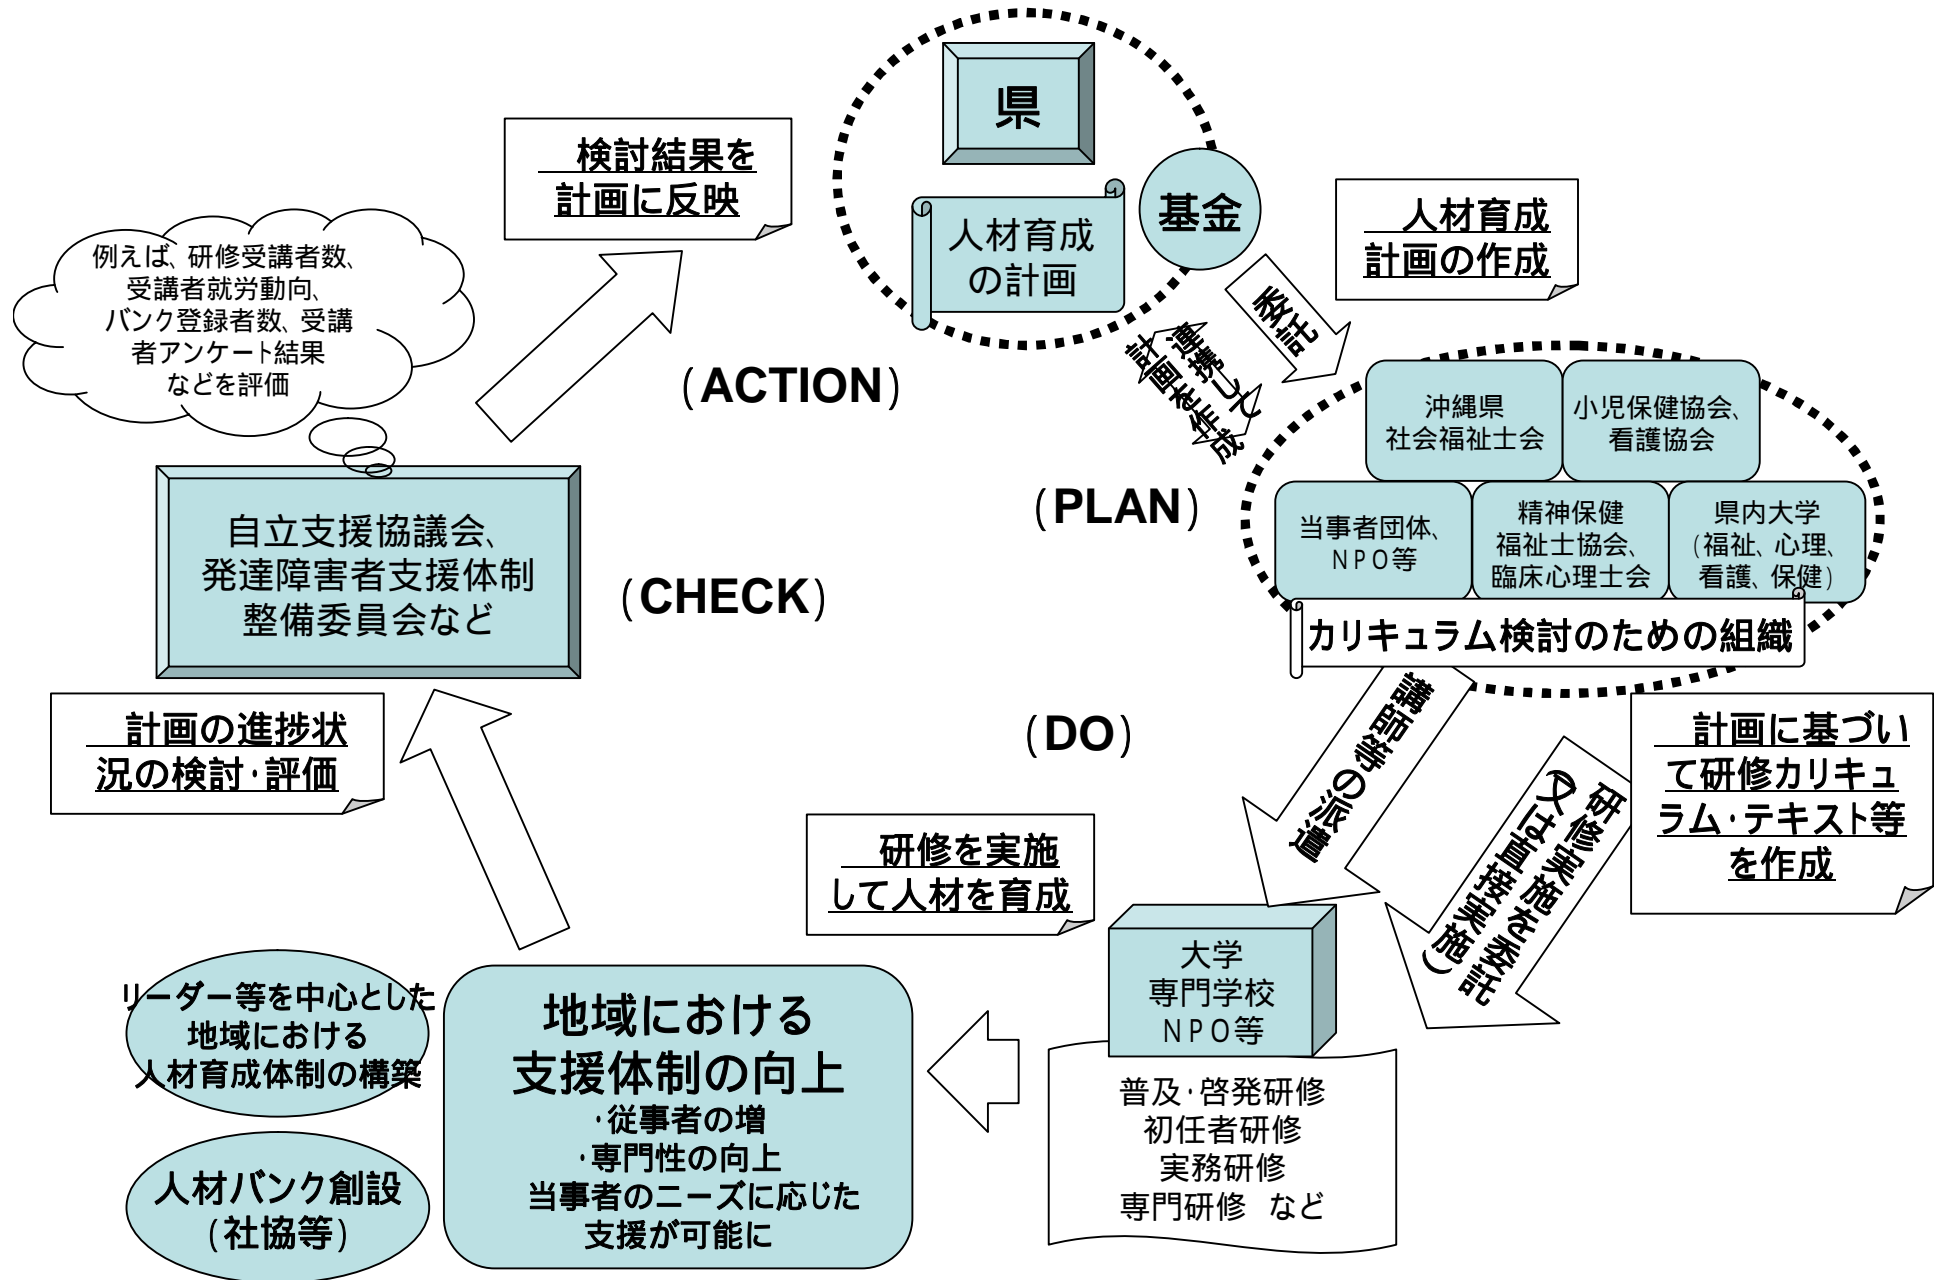 県
人材育成
の計画
基金
検討結果を
計画に反映
人材育成
計画の作成
例えば、研修受講者数、
受講者就労動向、
バンク登録者数、受講
者アンケート結果
などを評価
委託
連携して
計画を作成
(ACTION)
沖縄県
社会福祉士会
小児保健協会、
看護協会
(PLAN)
当事者団体、
NPO等
精神保健
福祉士協会、
臨床心理士会
県内大学
(福祉、心理、
看護、保健)
カリキュラム検討のための組織
自立支援協議会、
発達障害者支援体制
整備委員会など
(CHECK)
計画の進捗状
況の検討・評価
(DO)
講師等の派遣
研修実施を委託
(又は直接実施)
計画に基づい
て研修カリキュ
ラム・テキスト等
を作成
研修を実施
して人材を育成
大学
専門学校
NPO等
普及・啓発研修
初任者研修
実務研修
専門研修 など
地域における
支援体制の向上
・従事者の増
・専門性の向上
当事者のニーズに応じた
支援が可能に
リーダー等を中心とした
地域における
人材育成体制の構築
人材バンク創設
(社協等)